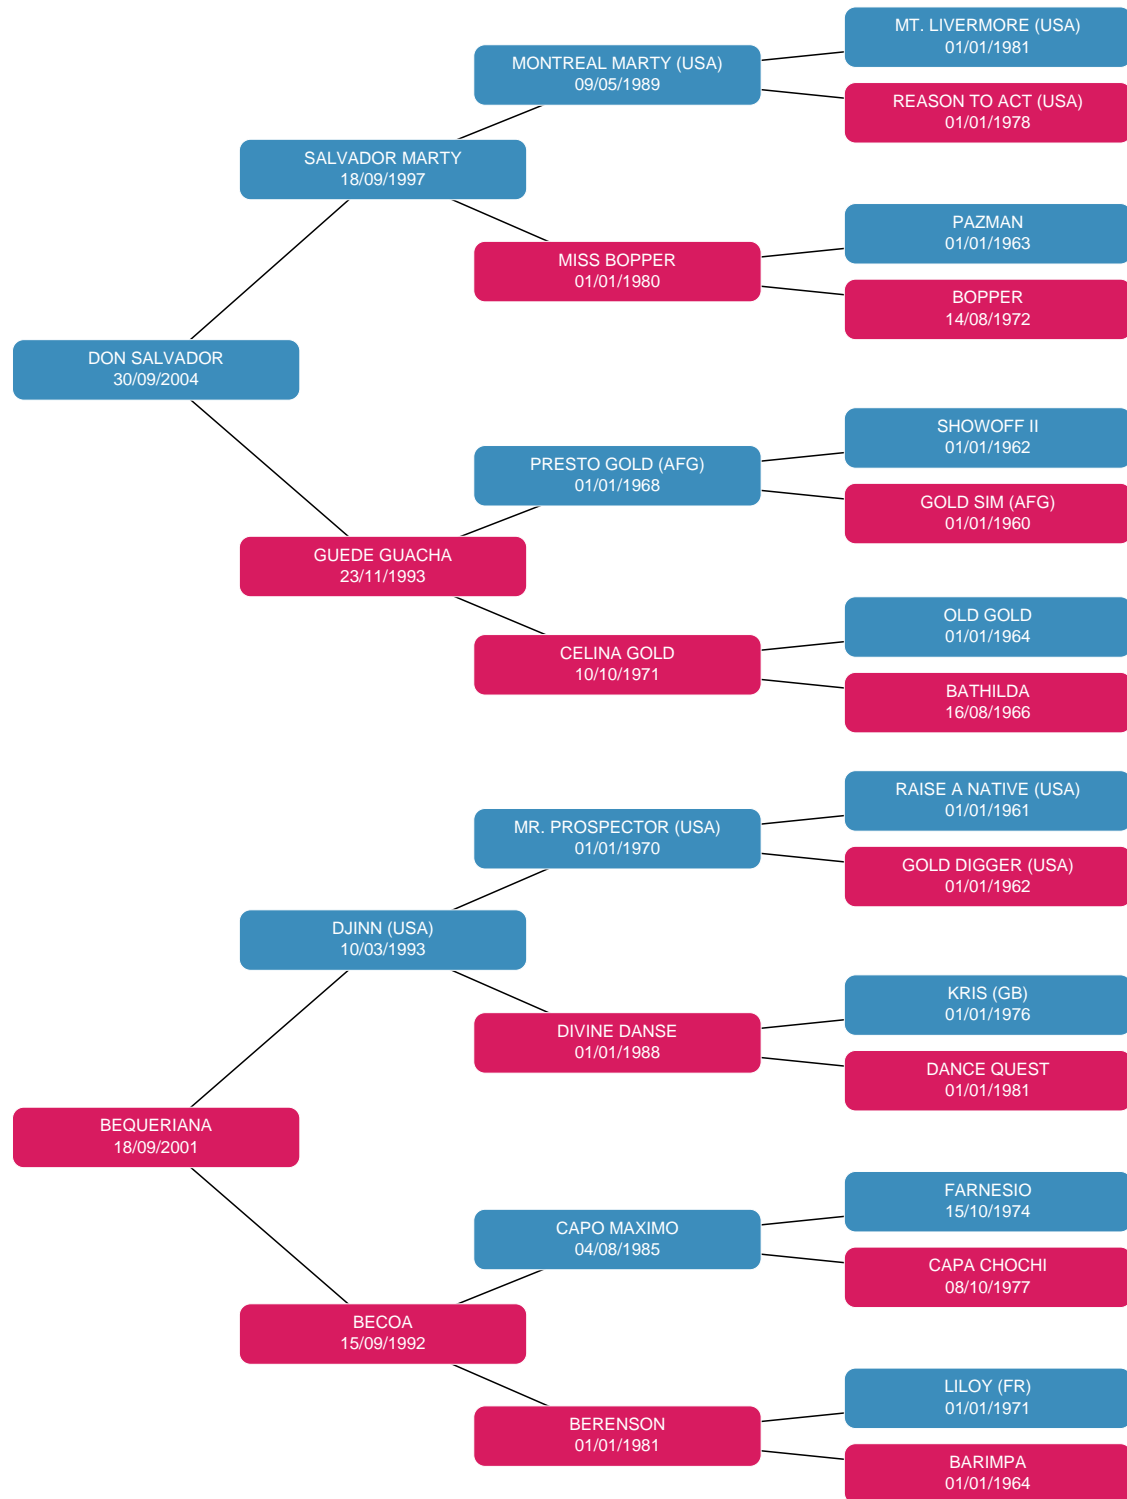 MT. LIVERMORE (USA)
01/01/1981
MONTREAL MARTY (USA)
09/05/1989
REASON TO ACT (USA)
01/01/1978
SALVADOR MARTY
18/09/1997
PAZMAN
01/01/1963
MISS BOPPER
01/01/1980
BOPPER
14/08/1972
DON SALVADOR
30/09/2004
SHOWOFF II
01/01/1962
PRESTO GOLD (AFG)
01/01/1968
GOLD SIM (AFG)
01/01/1960
GUEDE GUACHA
23/11/1993
OLD GOLD
01/01/1964
CELINA GOLD
10/10/1971
BATHILDA
16/08/1966
RAISE A NATIVE (USA)
01/01/1961
MR. PROSPECTOR (USA)
01/01/1970
GOLD DIGGER (USA)
01/01/1962
DJINN (USA)
10/03/1993
KRIS (GB)
01/01/1976
DIVINE DANSE
01/01/1988
DANCE QUEST
01/01/1981
BEQUERIANA
18/09/2001
FARNESIO
15/10/1974
CAPO MAXIMO
04/08/1985
CAPA CHOCHI
08/10/1977
BECOA
15/09/1992
LILOY (FR)
01/01/1971
BERENSON
01/01/1981
BARIMPA
01/01/1964